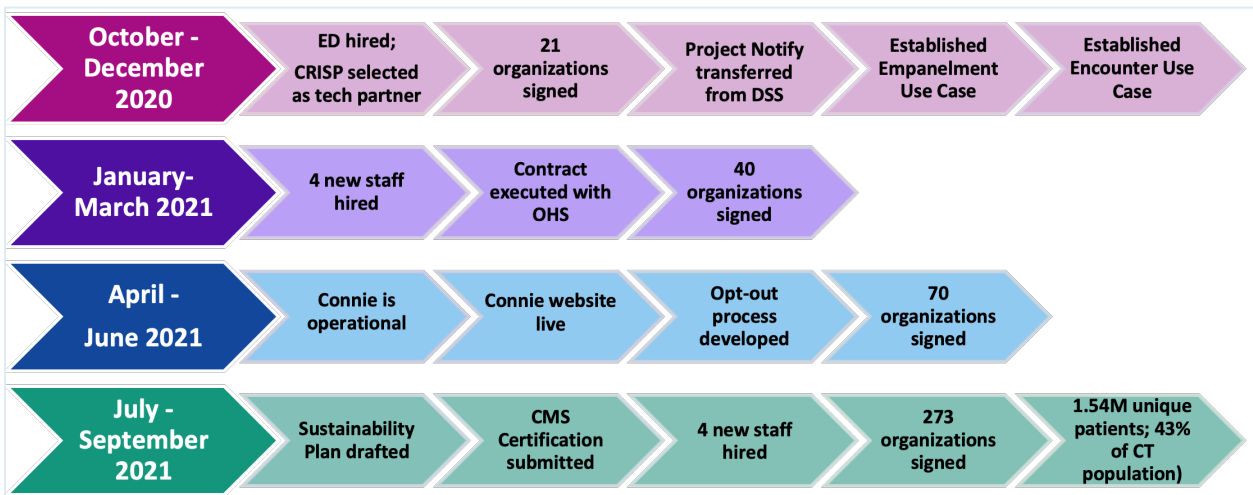 October -
December
2020
ED hired;
CRISP selected
as tech partner
21
organizations
signed
Project Notify
transferred
from DSS
Established
Empanelment
Use Case
Established
Encounter Use
Case
January-
March 2021
4 new staff
hired
Contract
executed with
OHS
40
organizations
signed
April -
June 2021
Connie is
operational
Connie website
live
Opt-out
process
developed
70
organizations
signed
July -
September
2021
Sustainability
Plan drafted
CMS
Certification
submitted
4 new staff
hired
273
organizations
signed
1.54M unique
patients; 43%
of CT
population)